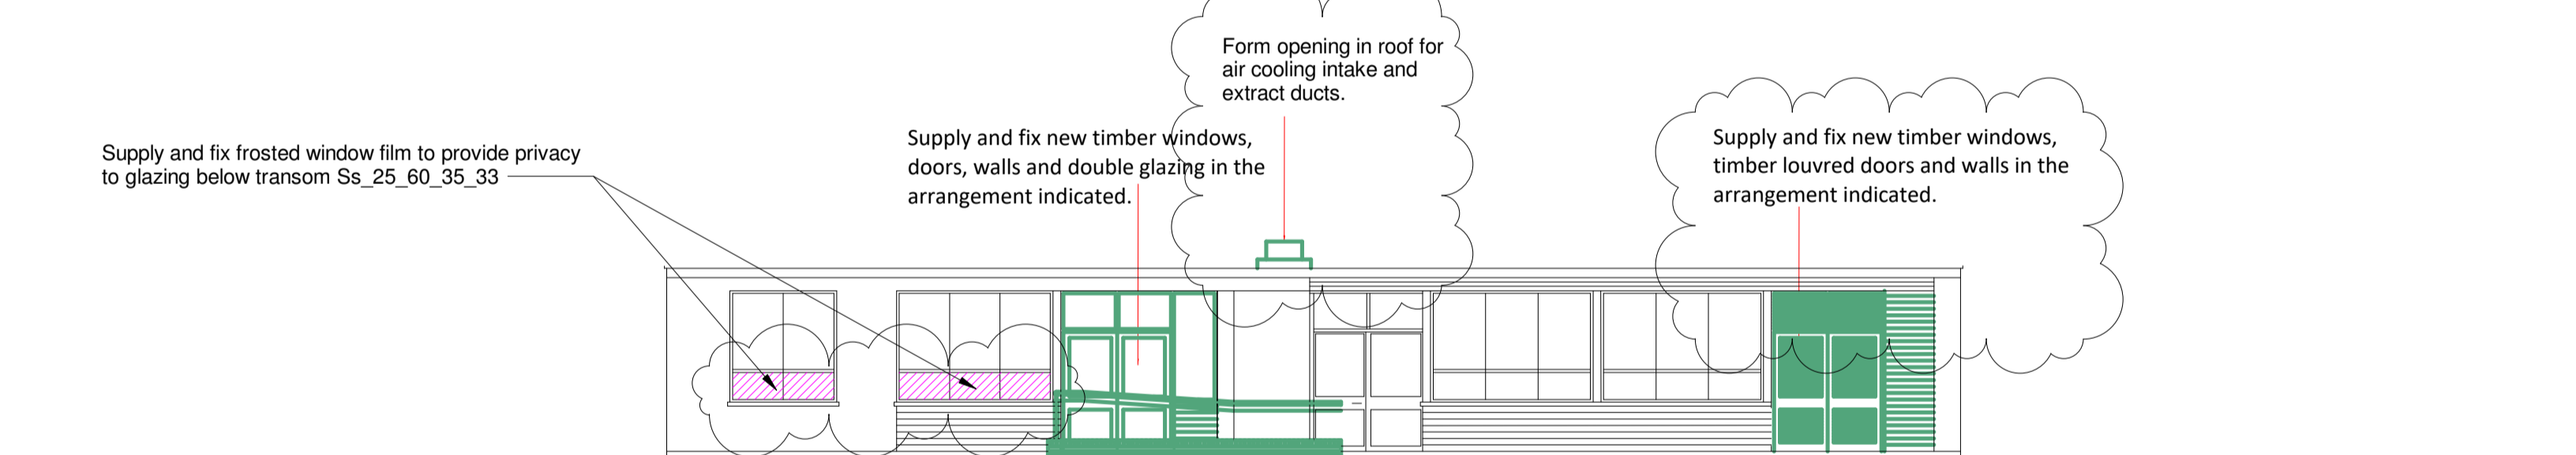 Form opening in roof for
air cooling intake and
extract ducts.
Supply and fix frosted window film to provide privacy
to glazing below transom Ss_25_60_35_33
Supply and fix new timber windows,
doors, walls and double glazing in the
arrangement indicated.
Supply and fix new timber windows,
timber louvred doors and walls in the
arrangement indicated.